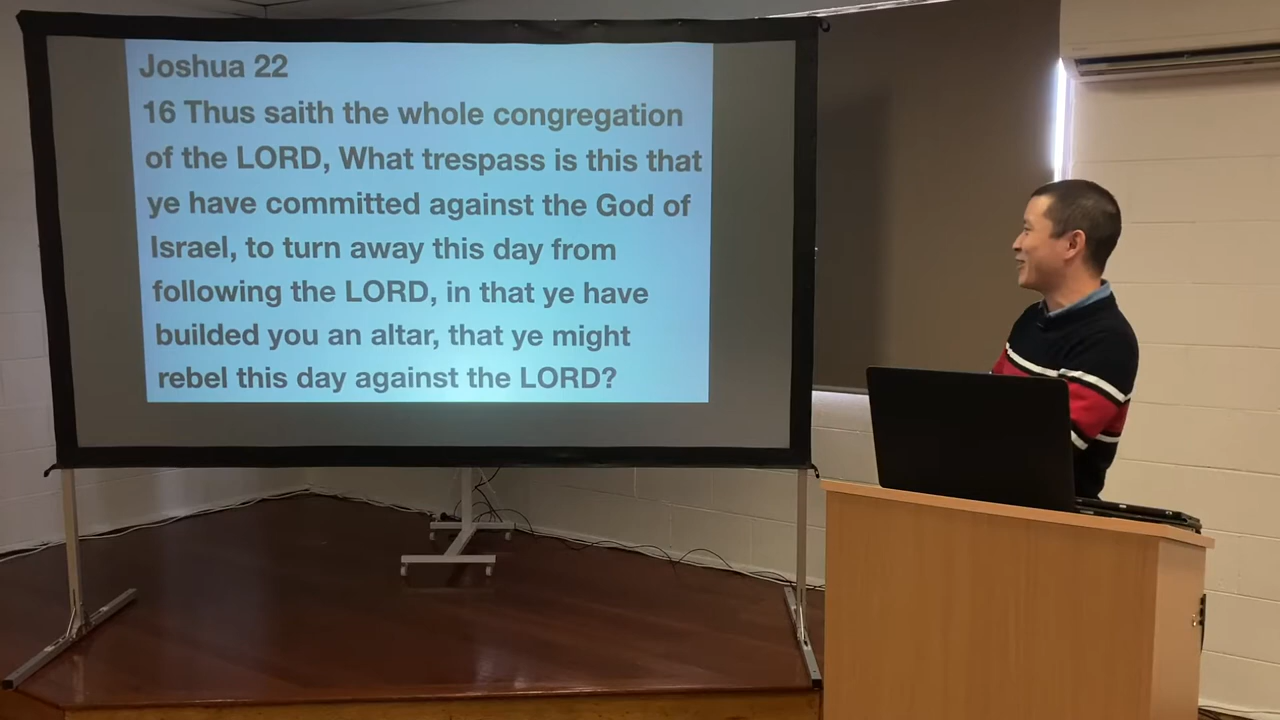 Joshua 22
16 Thus saith the whole congregation
of the LORD, What trespass is this that
ye have committed against the God of
Israel, to turn away this day from
following the LORD, in that ye have
builded you an altar, that ye might
rebel this day against the LORD?